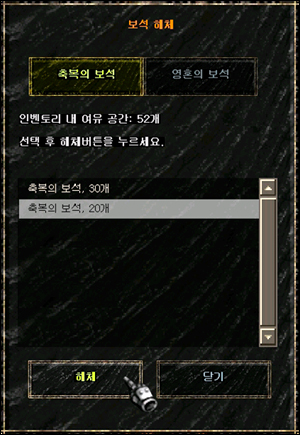 보석 해체
축복의 보석 영혼의 보석
인벤토리 내 여유 공간: 52개
선택 후 해체버튼을 누르세요.
축복의 보석, 30개
축복의 보석, 20개
해체 닫기